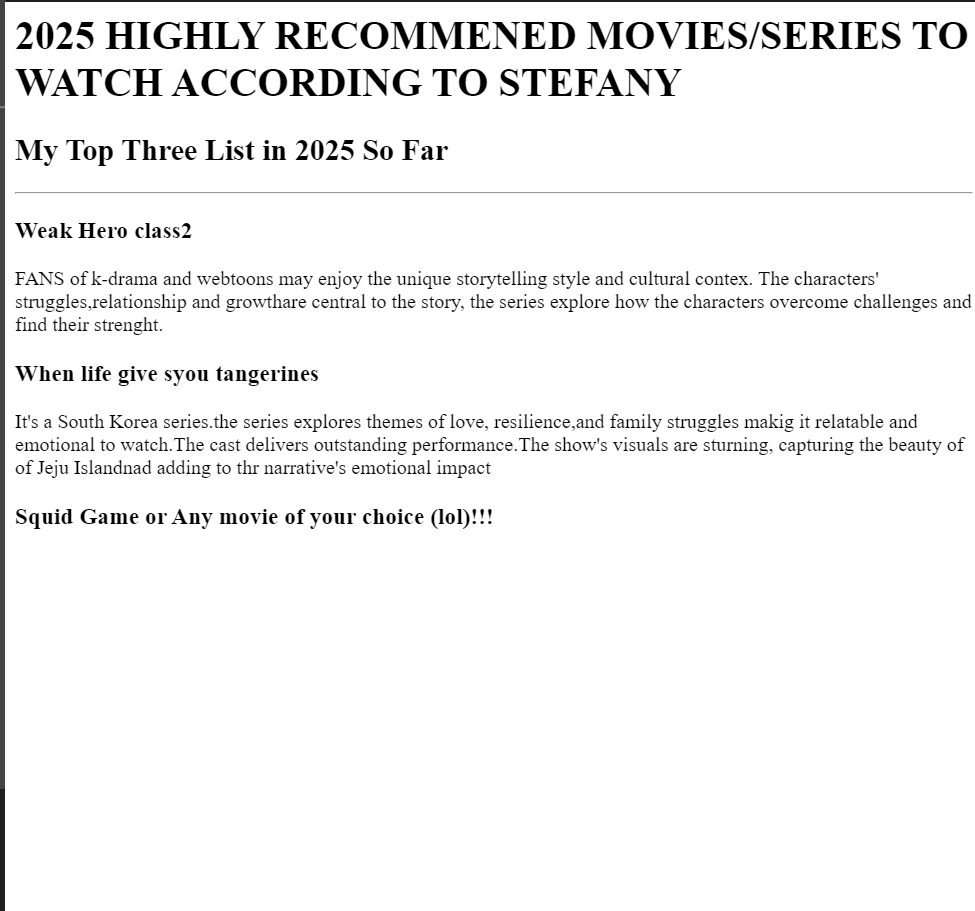 2025 HIGHLY RECOMMENED MOVIES/SERIES TO
WATCH ACCORDING TO STEFANY
My Top Three List in 2025 So Far
Weak Hero class2
FANS of k-drama and webtoons may enjoy the unique storytelling style and cultural contex. The characters'
struggles,relationship and growthare central to the story, the series explore how the characters overcome challenges and
find their strenght.
When life give syou tangerines
It's a South Korea series.the series explores themes of love, resilience,and family struggles makig it relatable and
emotional to watch.The cast delivers outstanding performance.The show's visuals are sturning, capturing the beauty of
of Jeju Islandnad adding to thr narrative's emotional impact
Squid Game or Any movie of your choice (lol)!!!